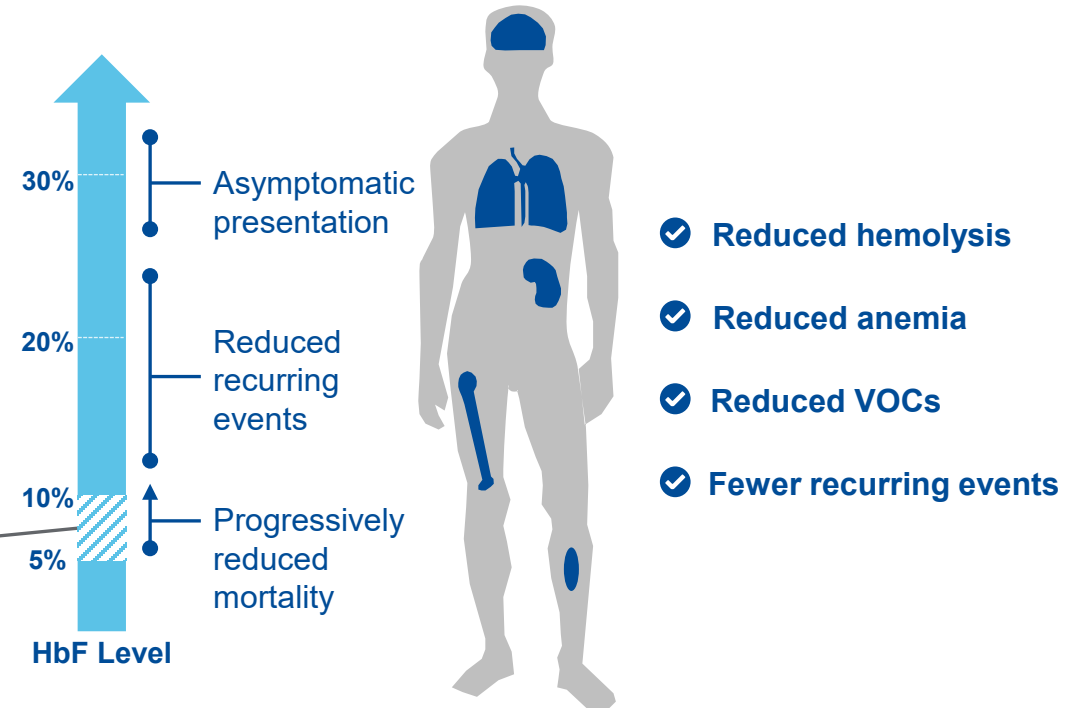 30%
Asymptomatic
presentation
20%
Reduced
recurring
events
10%
Progressively
reduced
mortality
5%
HbF Level
Reduced hemolysis
Reduced anemia
Reduced VOCs
Fewer recurring events